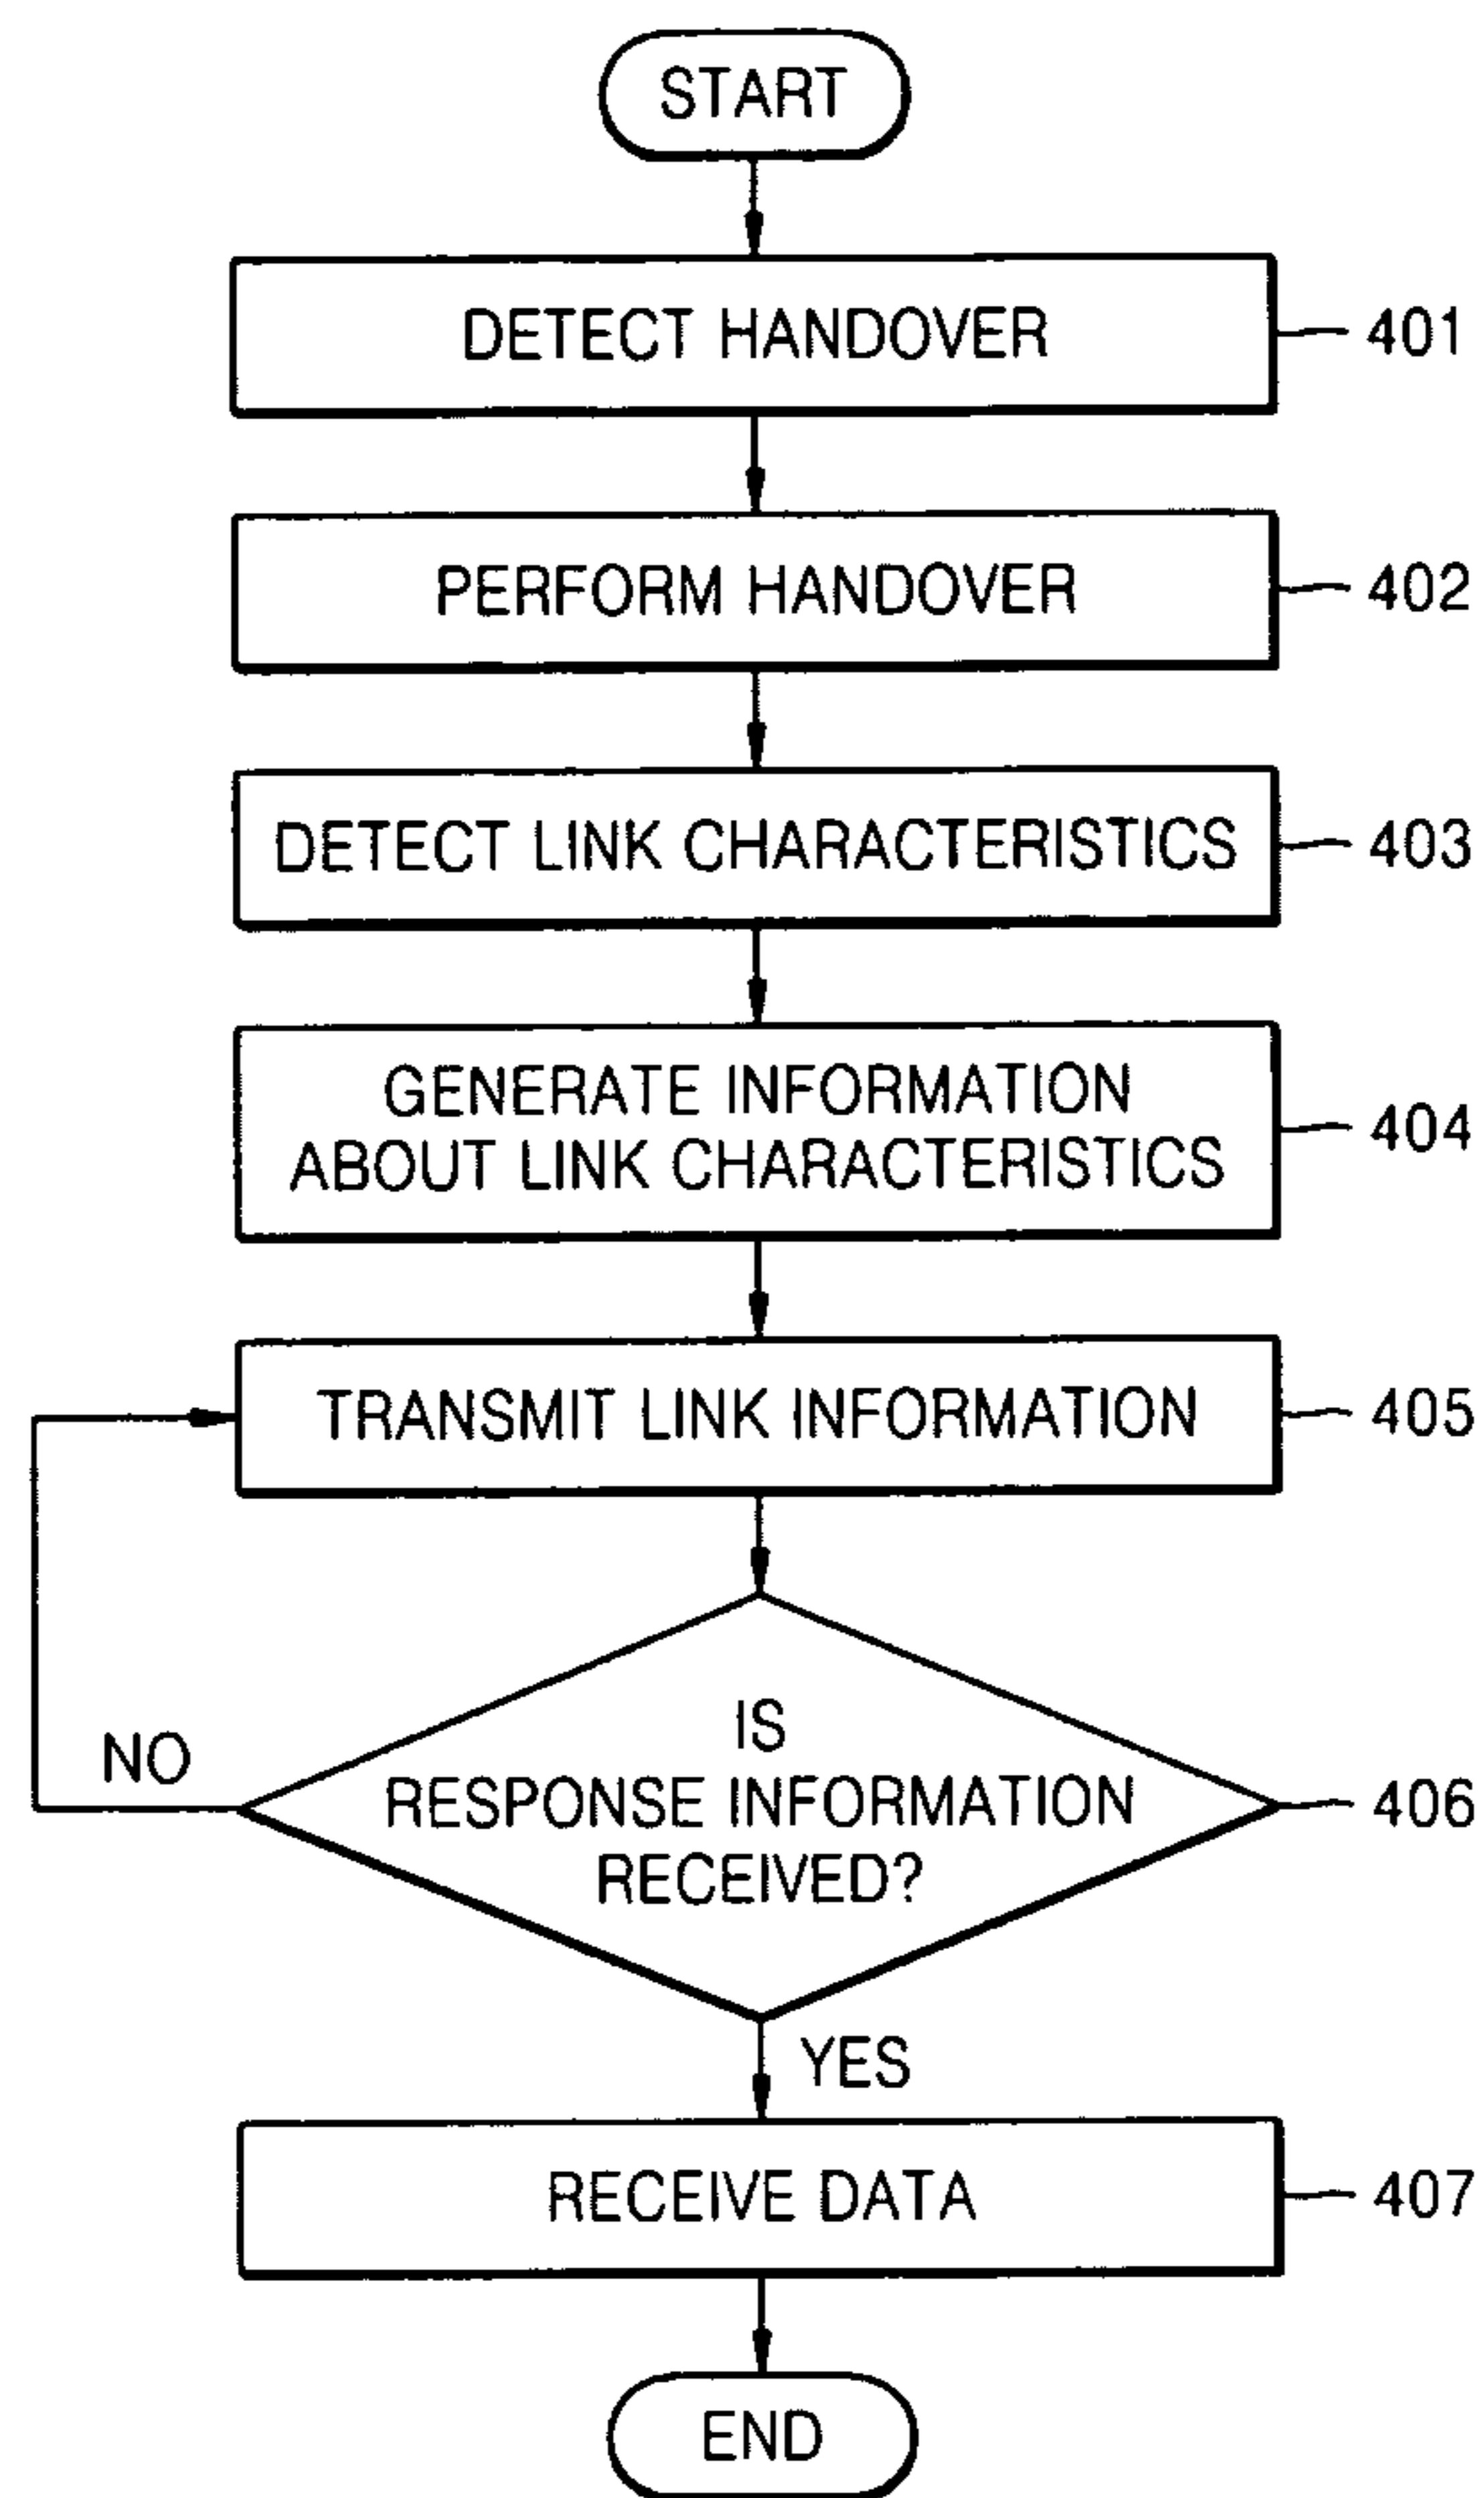 START
DETECT HANDOVER
401
PERFORM HANDOVER
402
DETECT LINK CHARACTERISTICS
403
GENERATE INFORMATION
ABOUT LINK CHARACTERISTICS
404
TRANSMIT LINK INFORMATION
405
IS
RESPONSE INFORMATION
RECEIVED?
406
NO
YES
RECEIVE DATA
407
END